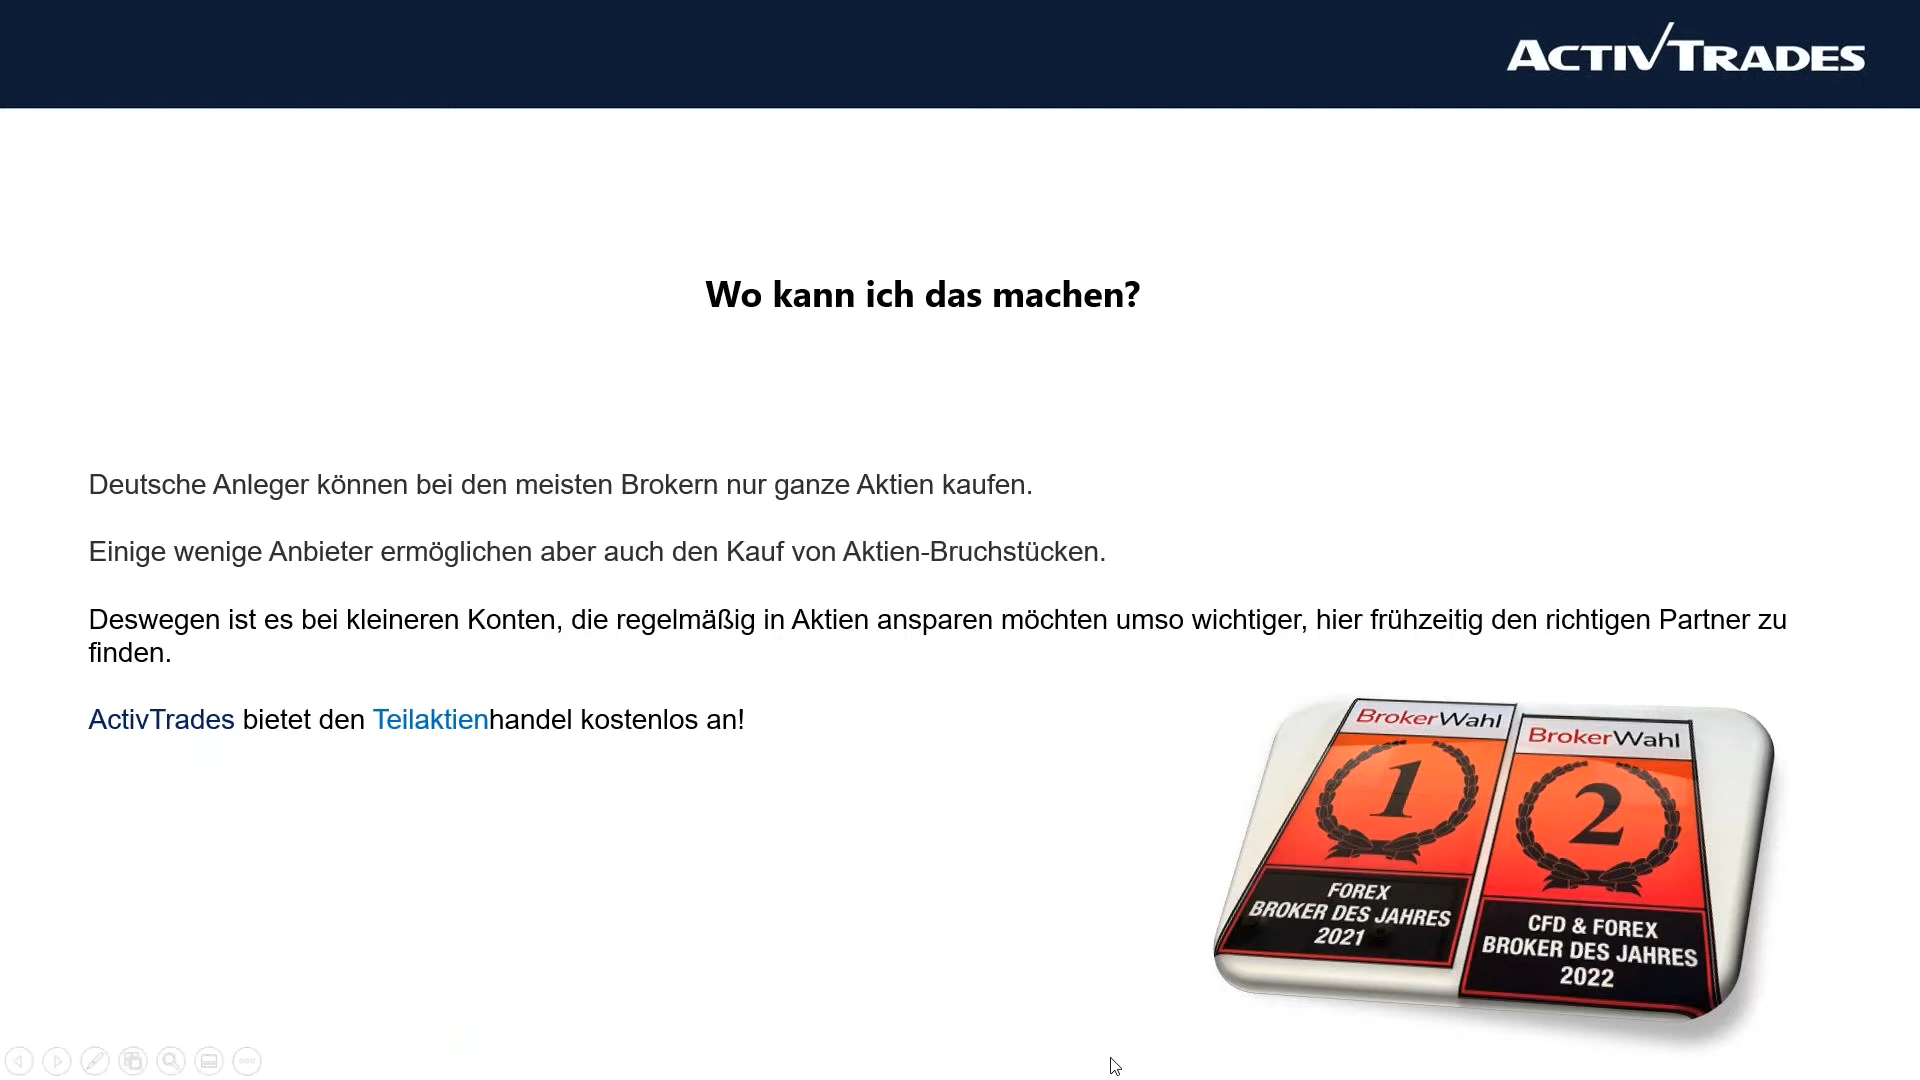 ACTIVTRADES
Wo kann ich das machen?
Deutsche Anleger können bei den meisten Brokern nur ganze Aktien kaufen.
Einige wenige Anbieter ermöglichen aber auch den Kauf von Aktien-Bruchstücken.
Deswegen ist es bei kleineren Konten, die regelmäßig in Aktien ansparen möchten umso wichtiger, hier frühzeitig den richtigen Partner zu
finden.
ActivTrades bietet den Teilaktienhandel kostenlos an!
BrokerWahl
1
FOREX
BROKER DES JAHRES
2021
BrokerWahl
2
CFD & FOREX
BROKER DES JAHRES
2022